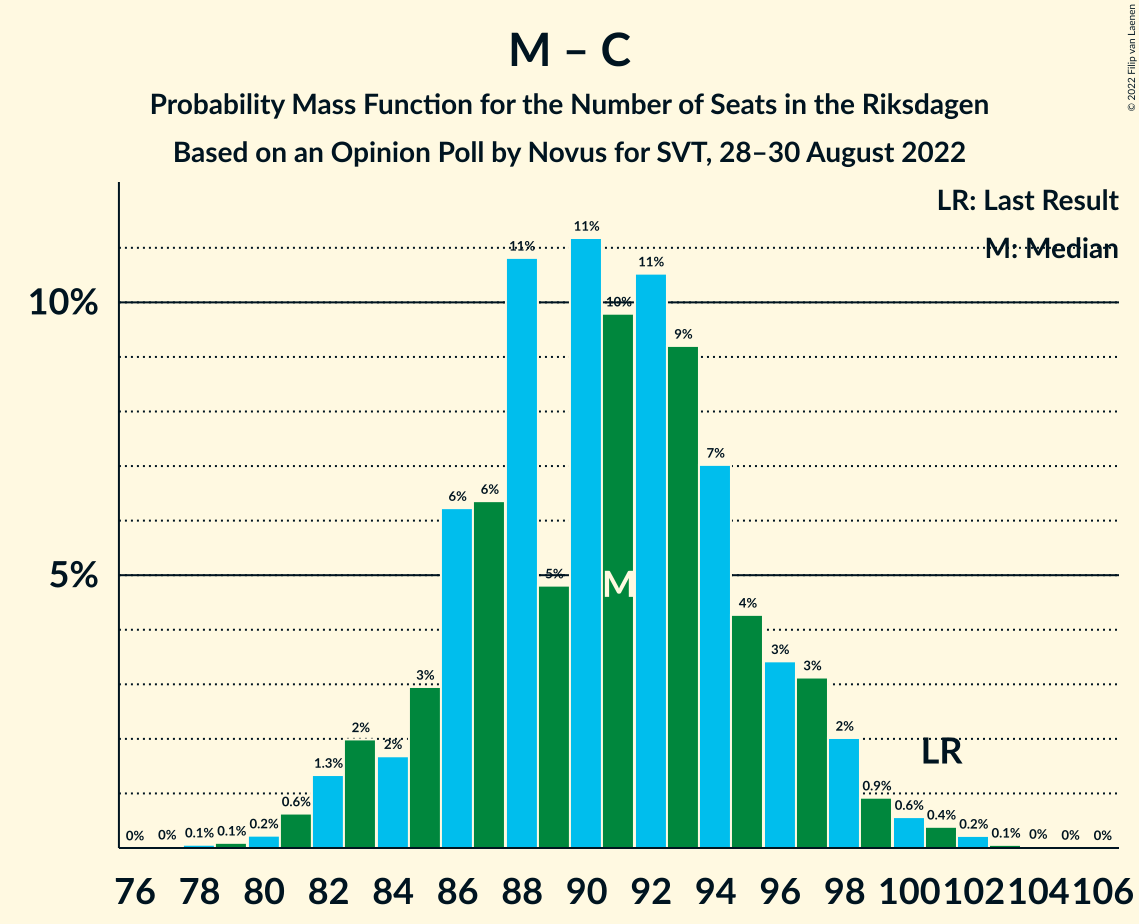 M – C
Probability Mass Function for the Number of Seats in the Riksdagen
Based on an Opinion Poll by Novus for SVT, 28–30 August 2022
© 2022 Filip van Laenen
LR: Last Result
M: Median
10%
5%
0% 0% 0.1% 0.1% 0.2% 0.6% 1.3% 2% 2% 3% 6% 6% 11% 5% 11% 10% 11% 9% 7% 4% 3% 3% 2% 0.9% 0.6% 0.4% 0.2% 0.1% 0% 0% 0%
M
LR
76 78 80 82 84 86 88 90 92 94 96 98 100 102 104 106